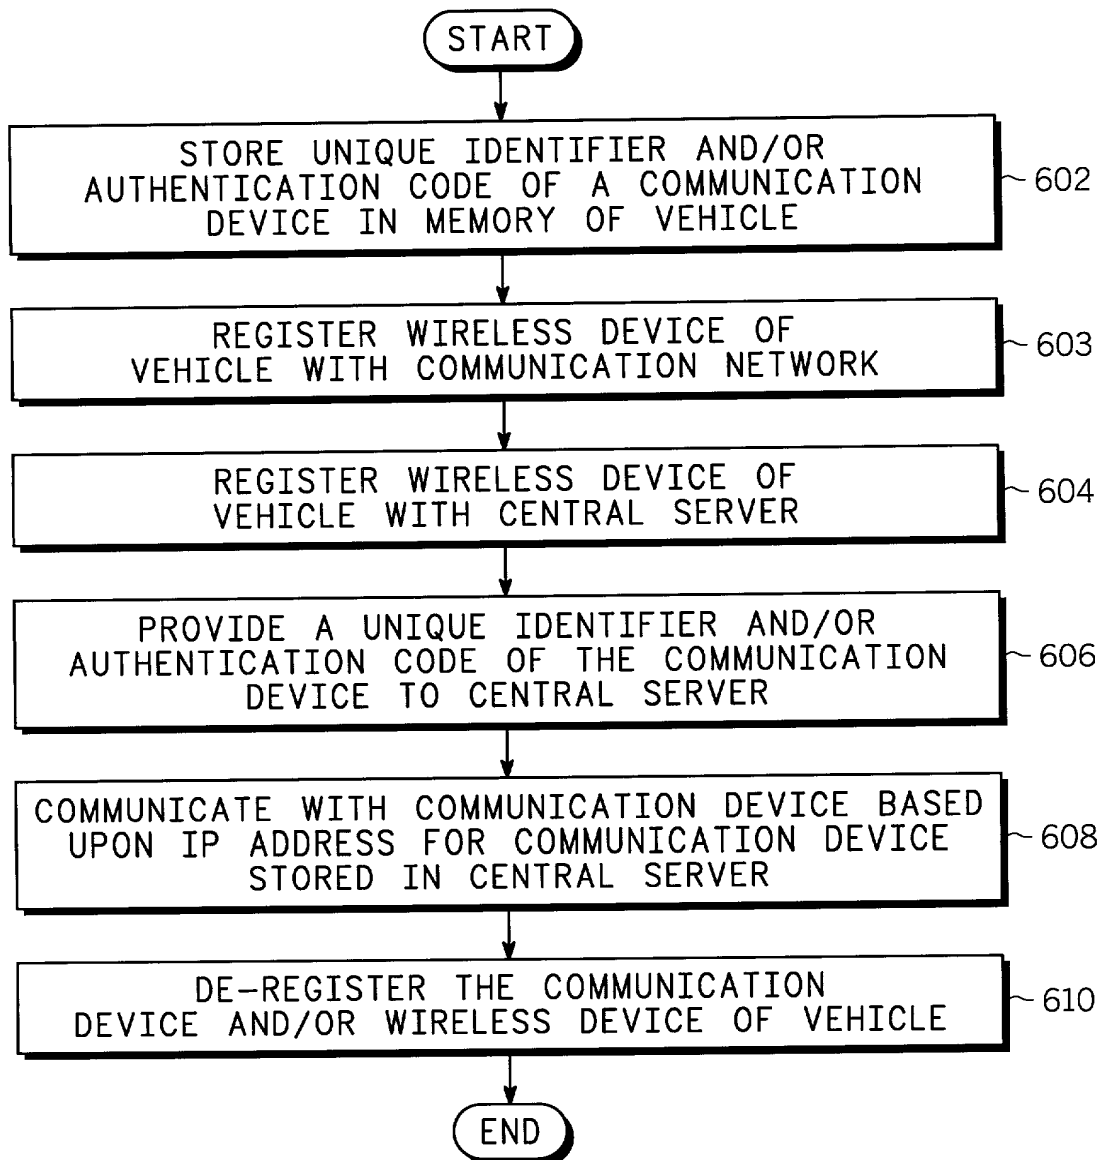 START
STORE UNIQUE IDENTIFIER AND/OR
AUTHENTICATION CODE OF A COMMUNICATION
DEVICE IN MEMORY OF VEHICLE
602
REGISTER WIRELESS DEVICE OF
VEHICLE WITH COMMUNICATION NETWORK
603
REGISTER WIRELESS DEVICE OF
VEHICLE WITH CENTRAL SERVER
604
PROVIDE A UNIQUE IDENTIFIER AND/OR
AUTHENTICATION CODE OF THE COMMUNICATION
DEVICE TO CENTRAL SERVER
606
COMMUNICATE WITH COMMUNICATION DEVICE BASED
UPON IP ADDRESS FOR COMMUNICATION DEVICE
STORED IN CENTRAL SERVER
608
DE-REGISTER THE COMMUNICATION
DEVICE AND/OR WIRELESS DEVICE OF VEHICLE
610
END